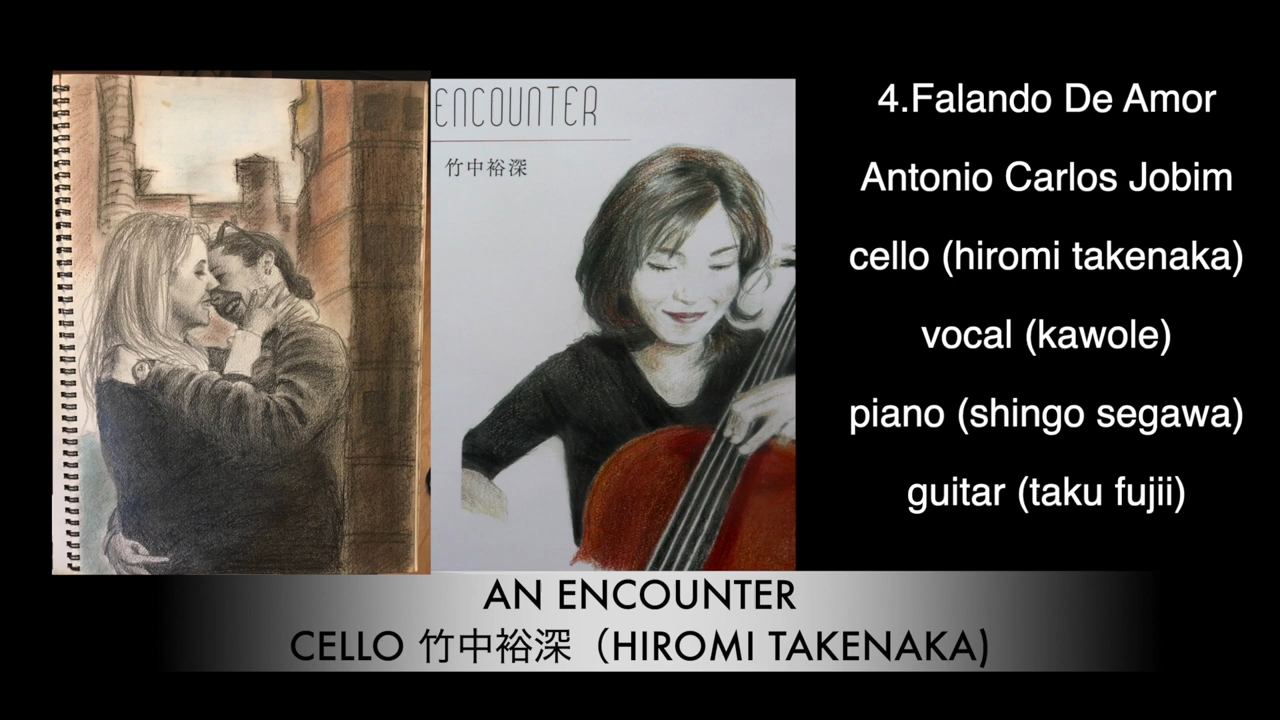 ENCOUNTER
竹中裕深
4.Falando De Amor
Antonio Carlos Jobim
cello (hiromi takenaka)
vocal (kawole)
piano (shingo segawa)
guitar (taku fujii)
AN ENCOUNTER
CELLO 竹中裕深（HIROMI TAKENAKA)